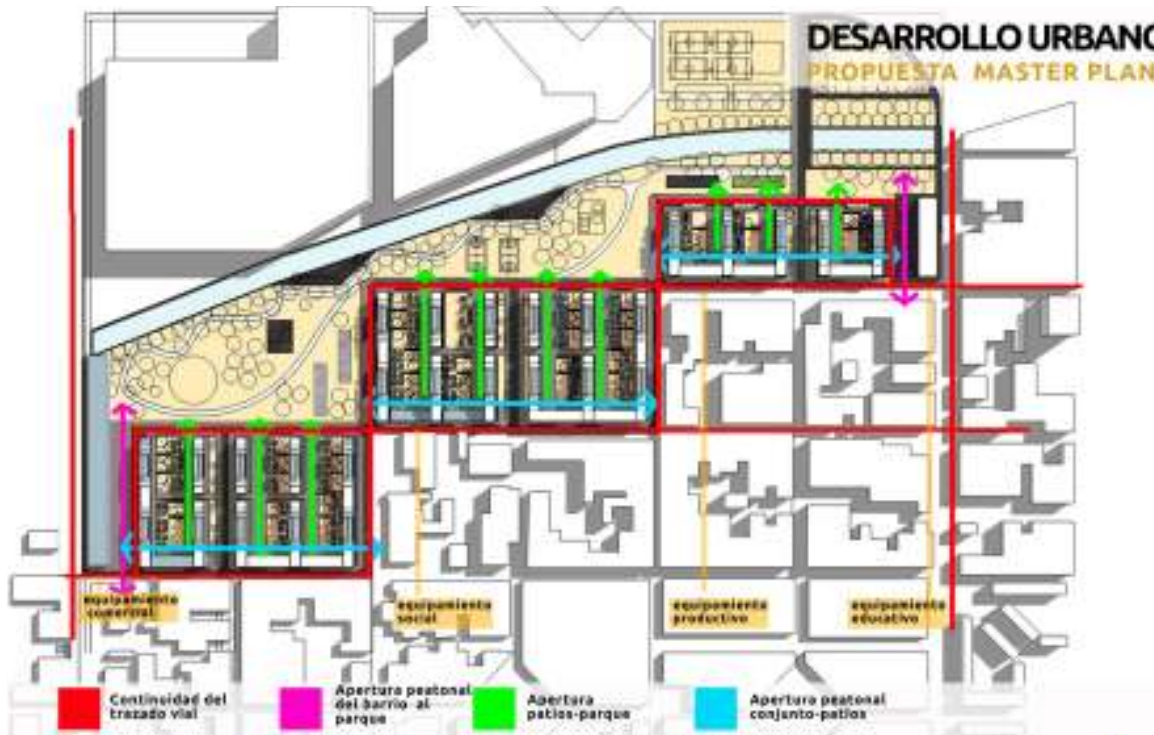 DESARROLLO URBANO
PROPUESTA MASTER PLAN
equipamiento
comercial
equipamiento
social
equipamiento
productivo
equipamiento
educativo
Continuidad del
trazado vial
Apertura peatonal
del barrio al
parque
Apertura
patios-parque
Apertura peatonal
conjunto-patios